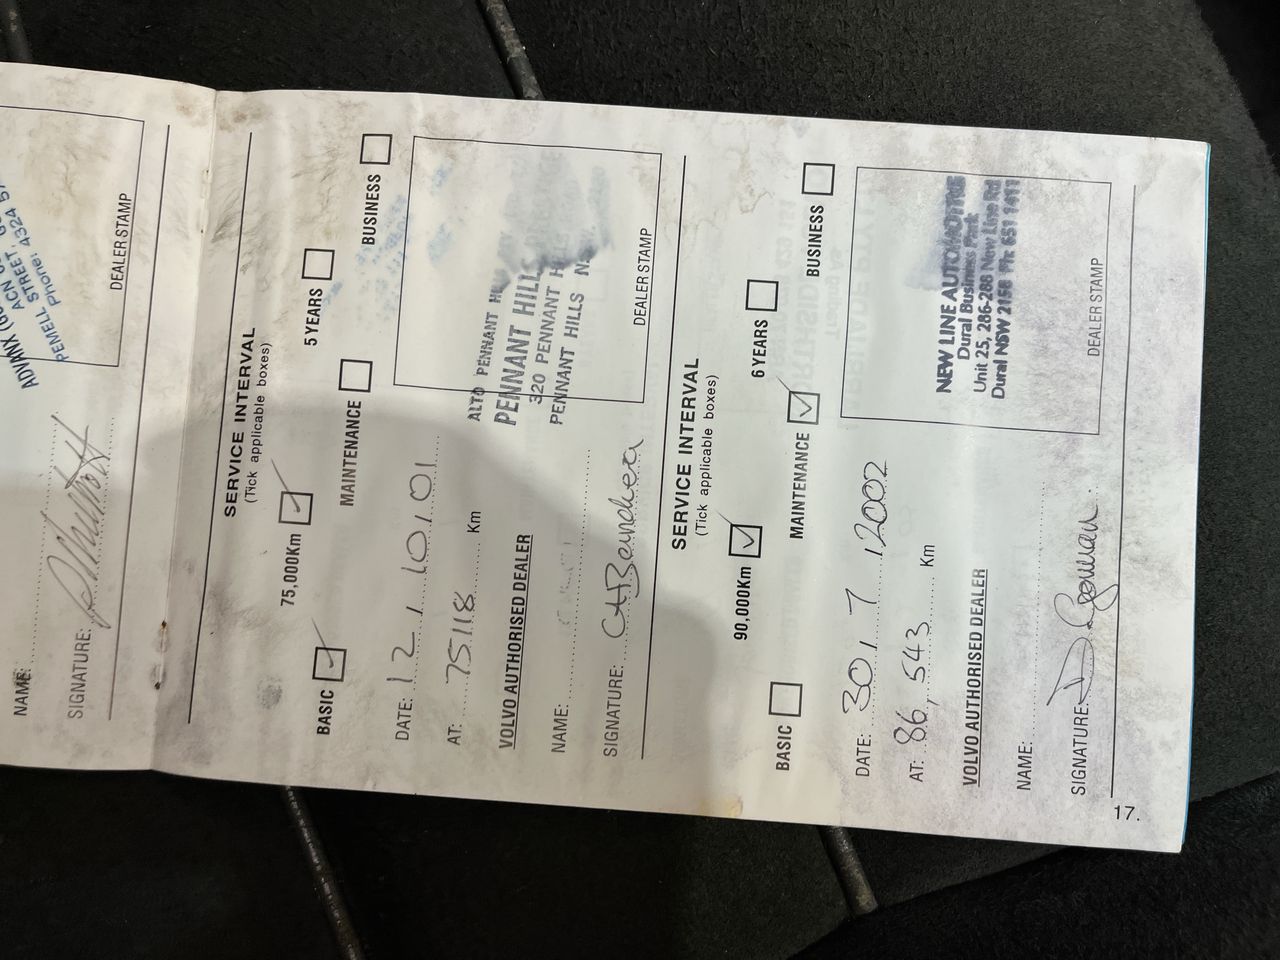 ACN
PEMELL STREET, 4324
Phone:
DEALER STAMP
NAME:
SIGNATURE:
SERVICE INTERVAL
(Tick applicable boxes)
75,000Km
5 YEARS
BASIC
MAINTENANCE
BUSINESS
DATE: 12/10/01
AT: 75118 Km
VOLVO AUTHORISED DEALER
ALTO PENNANT
PENNANT HILLS
320 PENNANT
PENNANT HILLS
NAME:
SIGNATURE:
DEALER STAMP
SERVICE INTERVAL
(Tick applicable boxes)
90,000Km
6 YEARS
BASIC
MAINTENANCE
BUSINESS
DATE: 30/7/2002
AT: 86,543 Km
VOLVO AUTHORISED DEALER
NEW LINE AUTOMOTIVE
Dural Business Park
Unit 25, 286-288 New Line Rd
Dural NSW 2158 Ph: 651 1411
NAME:
SIGNATURE:
DEALER STAMP
17.